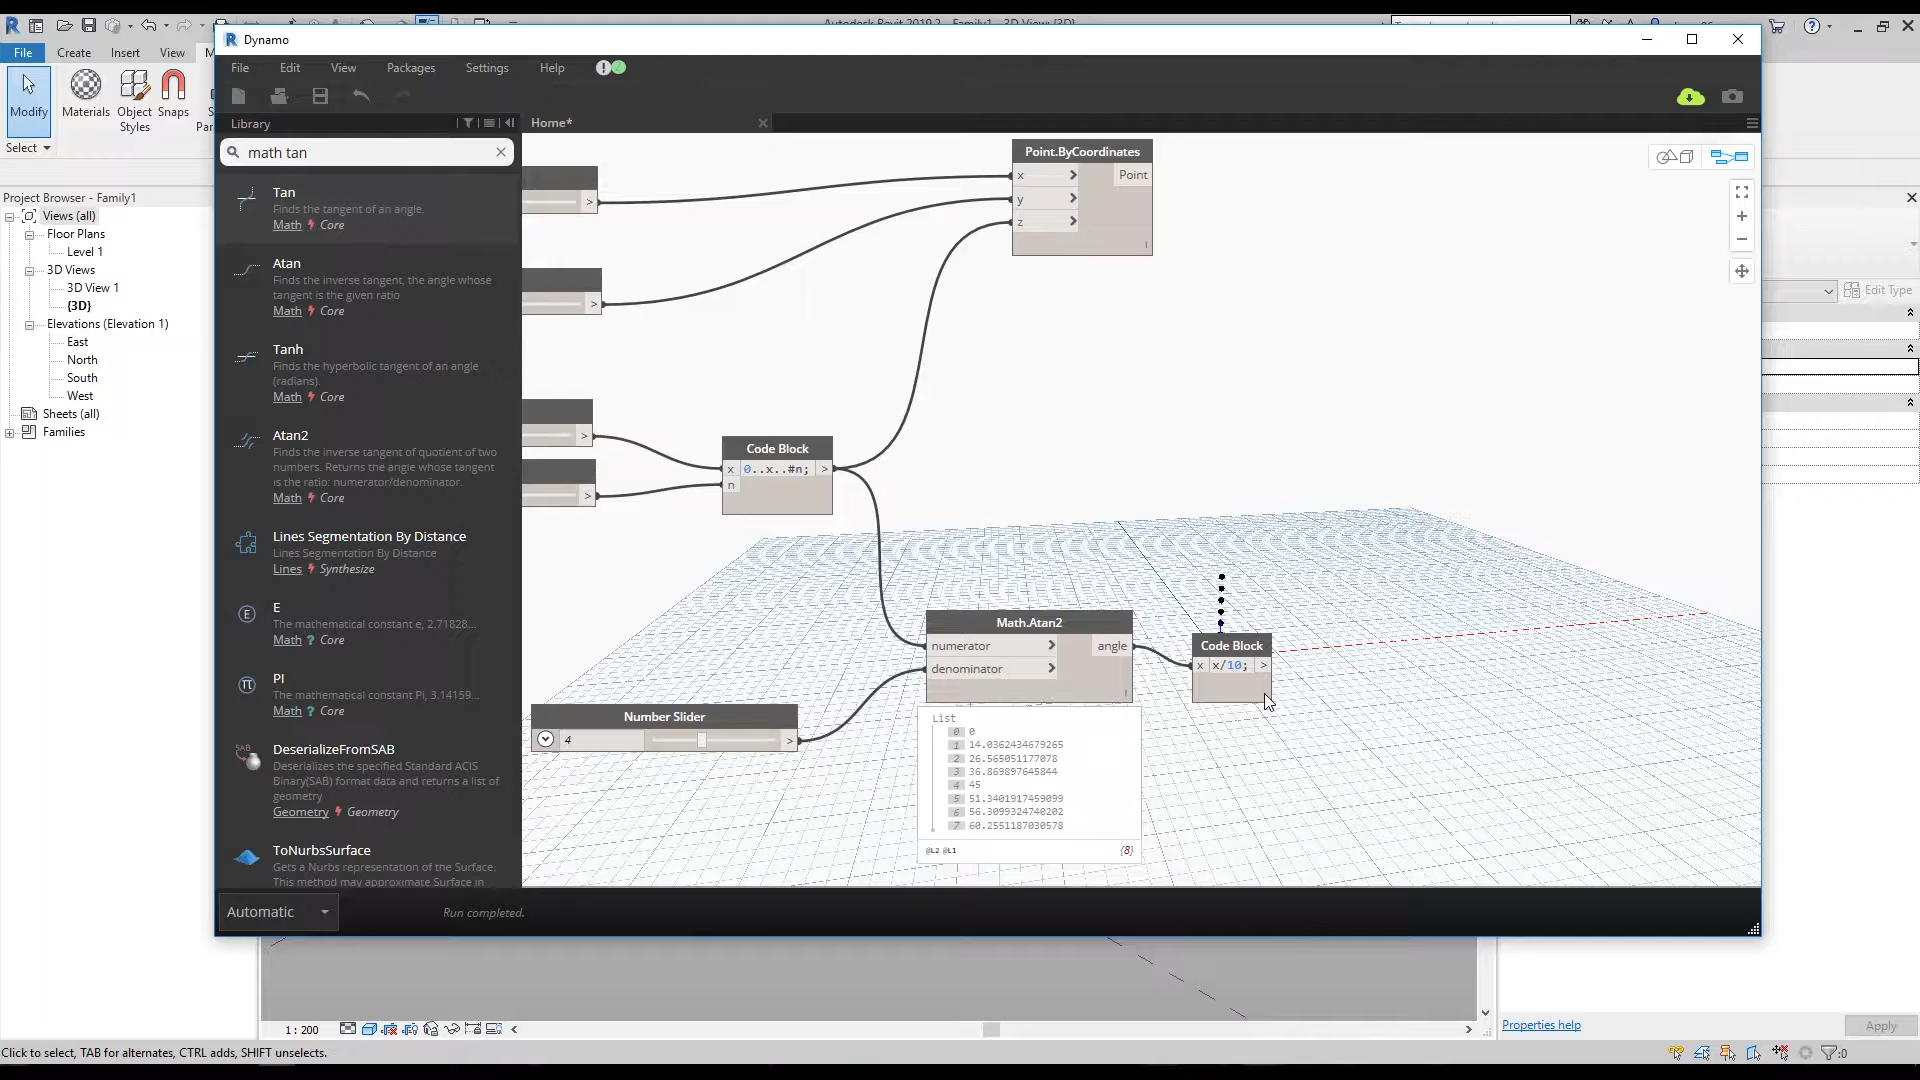 Autodesk Revit 2019.2 - Family1 - 3D View: {3D}
File
Create
Insert
View
Modify
Materials
Object
Styles
Snaps
Select
Project Browser - Family1
Views (all)
Floor Plans
Level 1
3D Views
3D View 1
{3D}
Elevations (Elevation 1)
East
North
South
West
Sheets (all)
Families
Dynamo
File
Edit
View
Packages
Settings
Help
Library
Home*
math tan
Tan
Finds the tangent of an angle.
Math Core
Atan
Finds the inverse tangent, the angle whose
tangent is the given ratio
Math Core
Tanh
Finds the hyperbolic tangent of an angle
(radians).
Math Core
Atan2
Finds the inverse tangent of quotient of two
numbers. Returns the angle whose tangent
is the ratio: numerator/denominator.
Math Core
Lines Segmentation By Distance
Lines Segmentation By Distance
Lines Synthesize
E
The mathematical constant e, 2.71828...
Math ? Core
PI
The mathematical constant Pi, 3.14159...
Math ? Core
DeserializeFromSAB
Deserializes the specified Standard ACIS
Binary(SAB) format data and returns a list of
geometry
Geometry Geometry
ToNurbsSurface
Gets a Nurbs representation of the Surface.
This method may approximate Surface in
Point.ByCoordinates
x > Point
y >
z >
Code Block
x 0..x..#n; >
n
Math.Atan2
numerator > angle
denominator >
Code Block
x x/10; >
Number Slider
4 >
List
0 0
1 14.0362434679265
2 26.565051177078
3 36.869897645844
4 45
5 51.3401917459099
6 56.3099324740202
7 60.2551187030578
@L2 @L1 {8}
Automatic
Run completed.
Edit Type
1 : 200
Properties help
Apply
Click to select, TAB for alternates, CTRL adds, SHIFT unselects.
:0